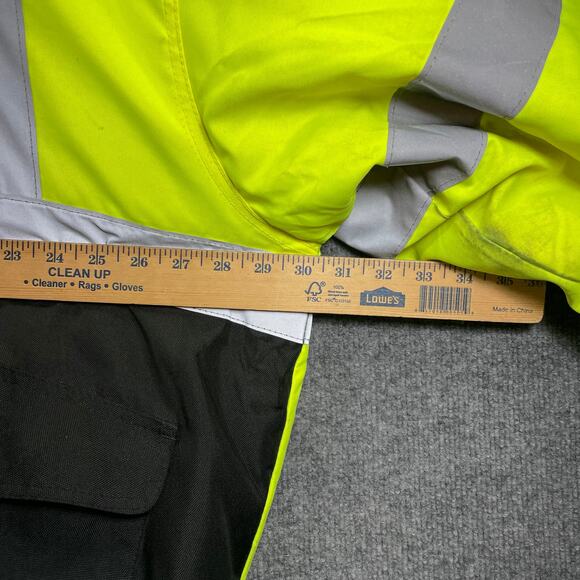 23 24 25 26 27 28 29 30 31 32 33 34 35
CLEAN UP
• Cleaner • Rags • Gloves
FSC
100%
LOWE'S
Made in China